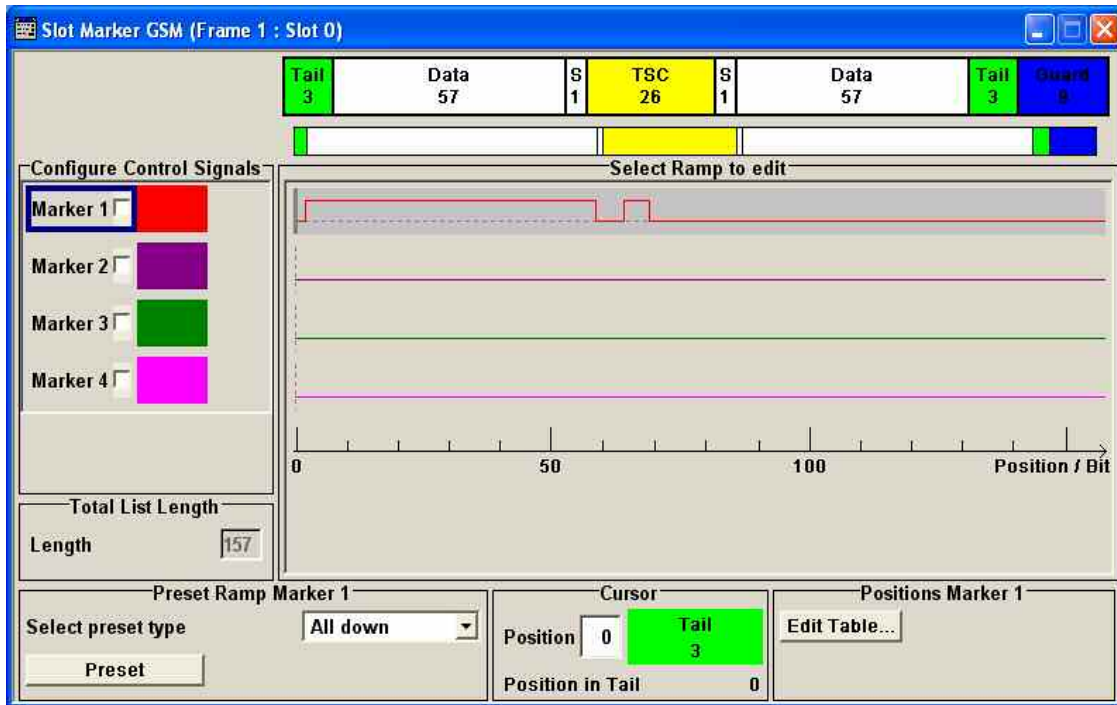 Slot Marker GSM (Frame 1 : Slot 0)
Tail Data S TSC S Data Tail Guard
3 57 1 26 1 57 3 9
Configure Control Signals
Select Ramp to edit
Marker 1
Marker 2
Marker 3
Marker 4
0 50 100 Position / Bit
Total List Length
Length 157
Preset Ramp Marker 1
Select preset type All down
Preset
Cursor
Position 0 Tail
3
Position in Tail 0
Positions Marker 1
Edit Table...